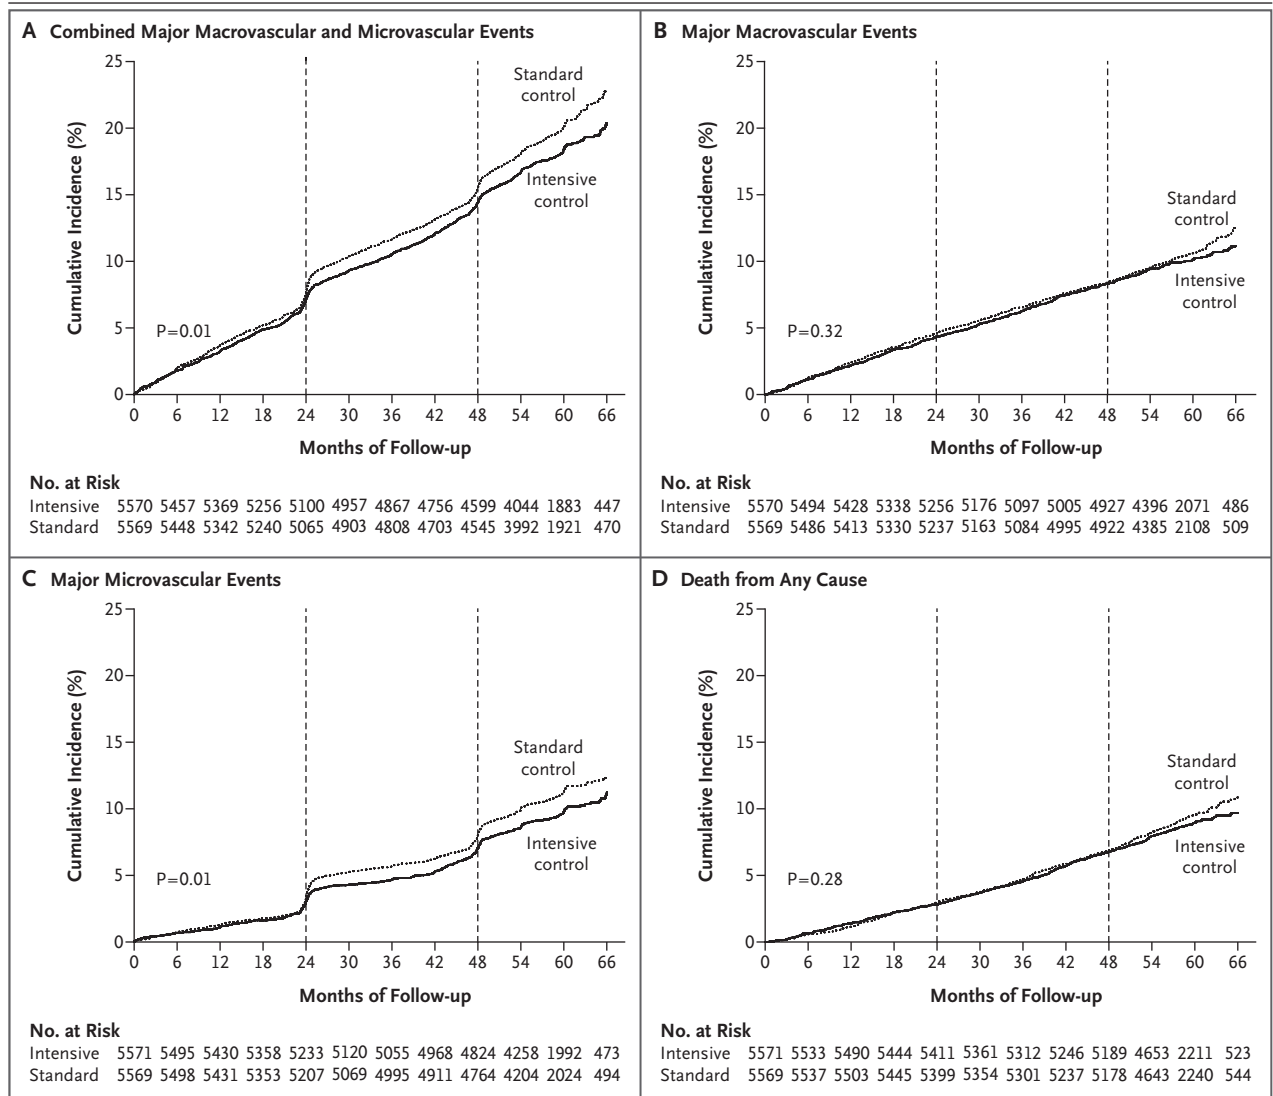 A Combined Major Macrovascular and Microvascular Events
25
20
15
10
5
0
Cumulative Incidence (%)
Standard
control
Intensive
control
P=0.01
0 6 12 18 24 30 36 42 48 54 60 66
Months of Follow-up
No. at Risk
Intensive 5570 5457 5369 5256 5100 4957 4867 4756 4599 4044 1883 447
Standard 5569 5448 5342 5240 5065 4903 4808 4703 4545 3992 1921 470
B Major Macrovascular Events
25
20
15
10
5
0
Cumulative Incidence (%)
Standard
control
Intensive
control
P=0.32
0 6 12 18 24 30 36 42 48 54 60 66
Months of Follow-up
No. at Risk
Intensive 5570 5494 5428 5338 5256 5176 5097 5005 4927 4396 2071 486
Standard 5569 5486 5413 5330 5237 5163 5084 4995 4922 4385 2108 509
C Major Microvascular Events
25
20
15
10
5
0
Cumulative Incidence (%)
Standard
control
Intensive
control
P=0.01
0 6 12 18 24 30 36 42 48 54 60 66
Months of Follow-up
No. at Risk
Intensive 5571 5495 5430 5358 5233 5120 5055 4968 4824 4258 1992 473
Standard 5569 5498 5431 5353 5207 5069 4995 4911 4764 4204 2024 494
D Death from Any Cause
25
20
15
10
5
0
Cumulative Incidence (%)
Standard
control
Intensive
control
P=0.28
0 6 12 18 24 30 36 42 48 54 60 66
Months of Follow-up
No. at Risk
Intensive 5571 5533 5490 5444 5411 5361 5312 5246 5189 4653 2211 523
Standard 5569 5537 5503 5445 5399 5354 5301 5237 5178 4643 2240 544